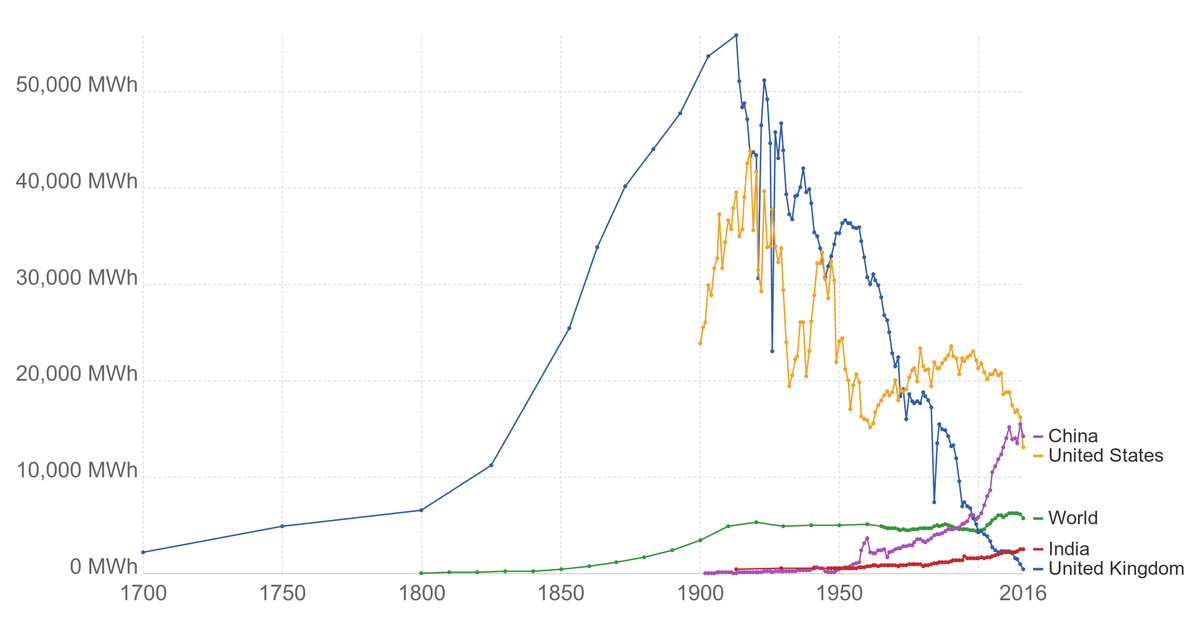 50,000 MWh
40,000 MWh
30,000 MWh
20,000 MWh
10,000 MWh
0 MWh
1700 1750 1800 1850 1900 1950 2016
China
United States
World
India
United Kingdom